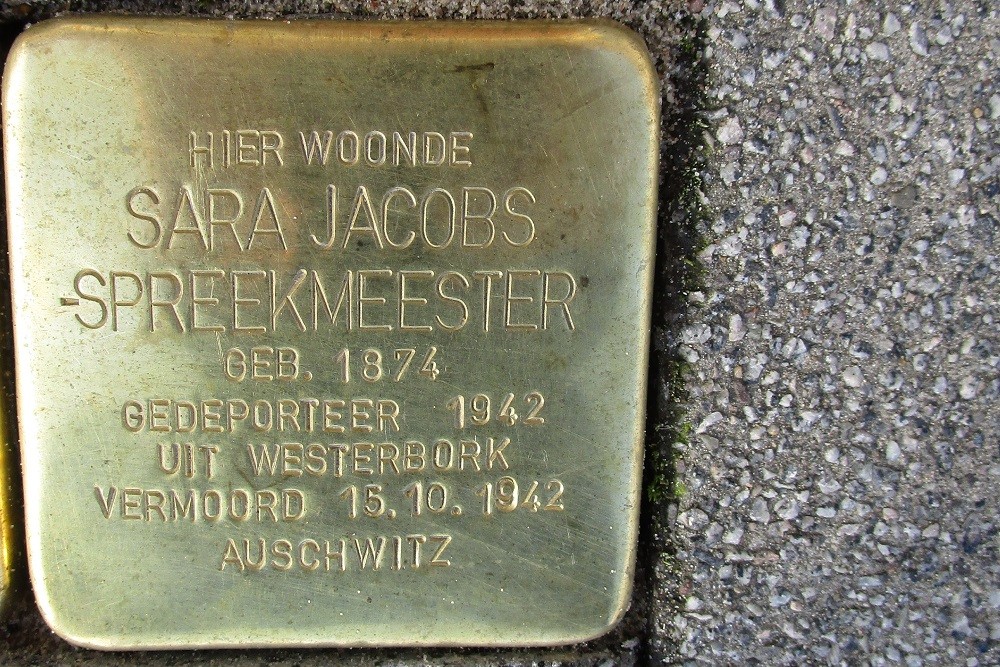 HIER WOONDE
SARA JACOBS
-SPREEKMEESTER
GEB. 1874
GEDEPORTEER 1942
UIT WESTERBORK
VERMOORD 15.10.1942
AUSCHWITZ